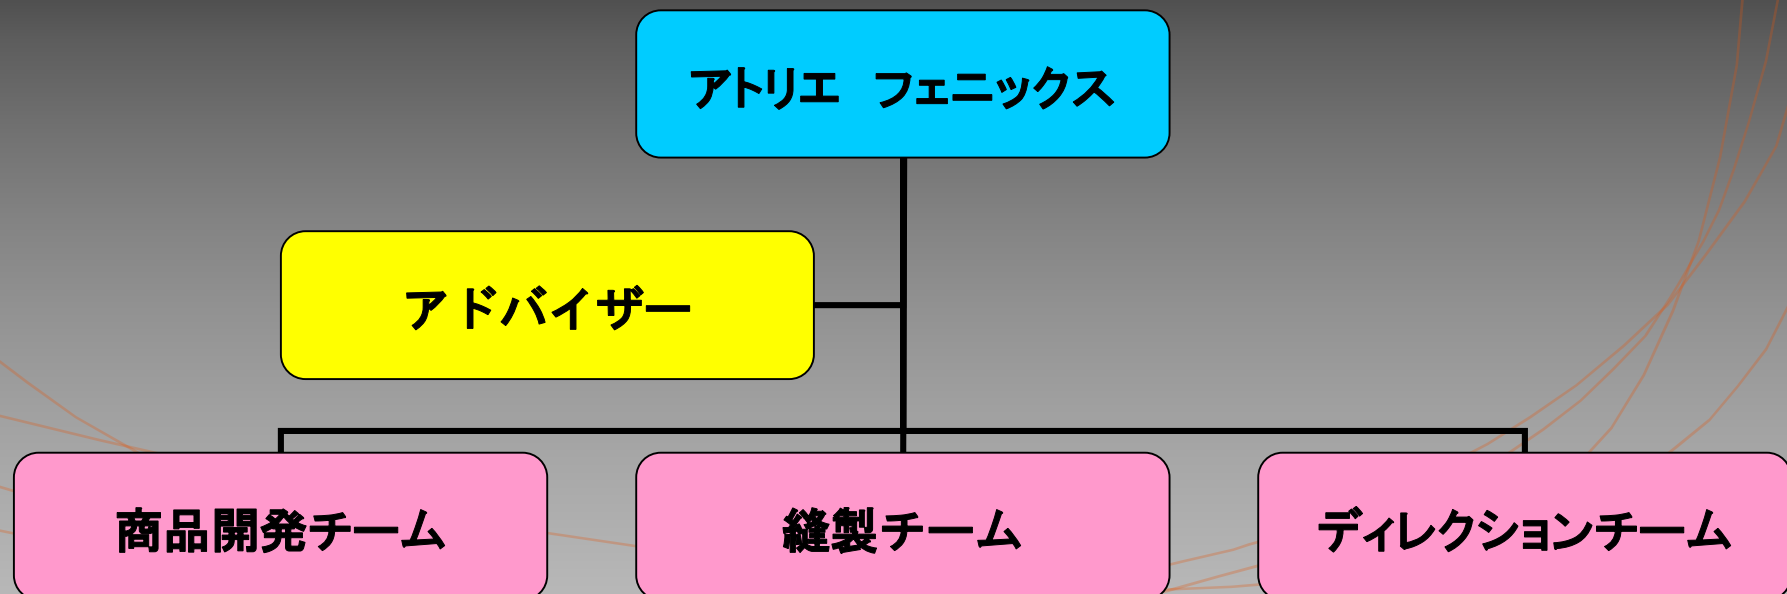 アトリエ　フェニックス
アドバイザー
商品開発チーム
縫製チーム
ディレクションチーム